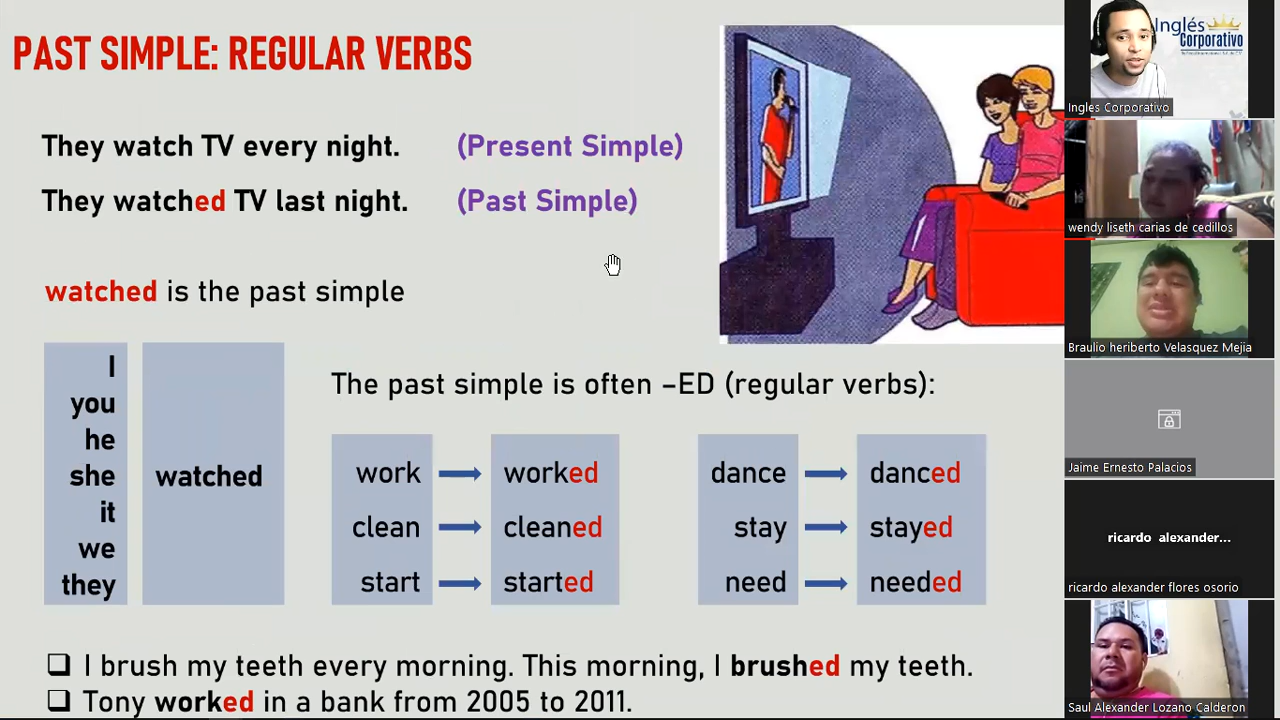 PAST SIMPLE: REGULAR VERBS
They watch TV every night. (Present Simple)
They watched TV last night. (Past Simple)
watched is the past simple
I
you
he
she
it
we
they
watched
The past simple is often –ED (regular verbs):
work worked
clean cleaned
start started
dance danced
stay stayed
need needed
I brush my teeth every morning. This morning, I brushed my teeth.
Tony worked in a bank from 2005 to 2011.
Inglés
Corporativo
Ingles Corporativo
wendy liseth carias de cedillos
Braulio heriberto Velasquez Mejia
Jaime Ernesto Palacios
ricardo alexander...
ricardo alexander flores osorio
Saul Alexander Lozano Calderon